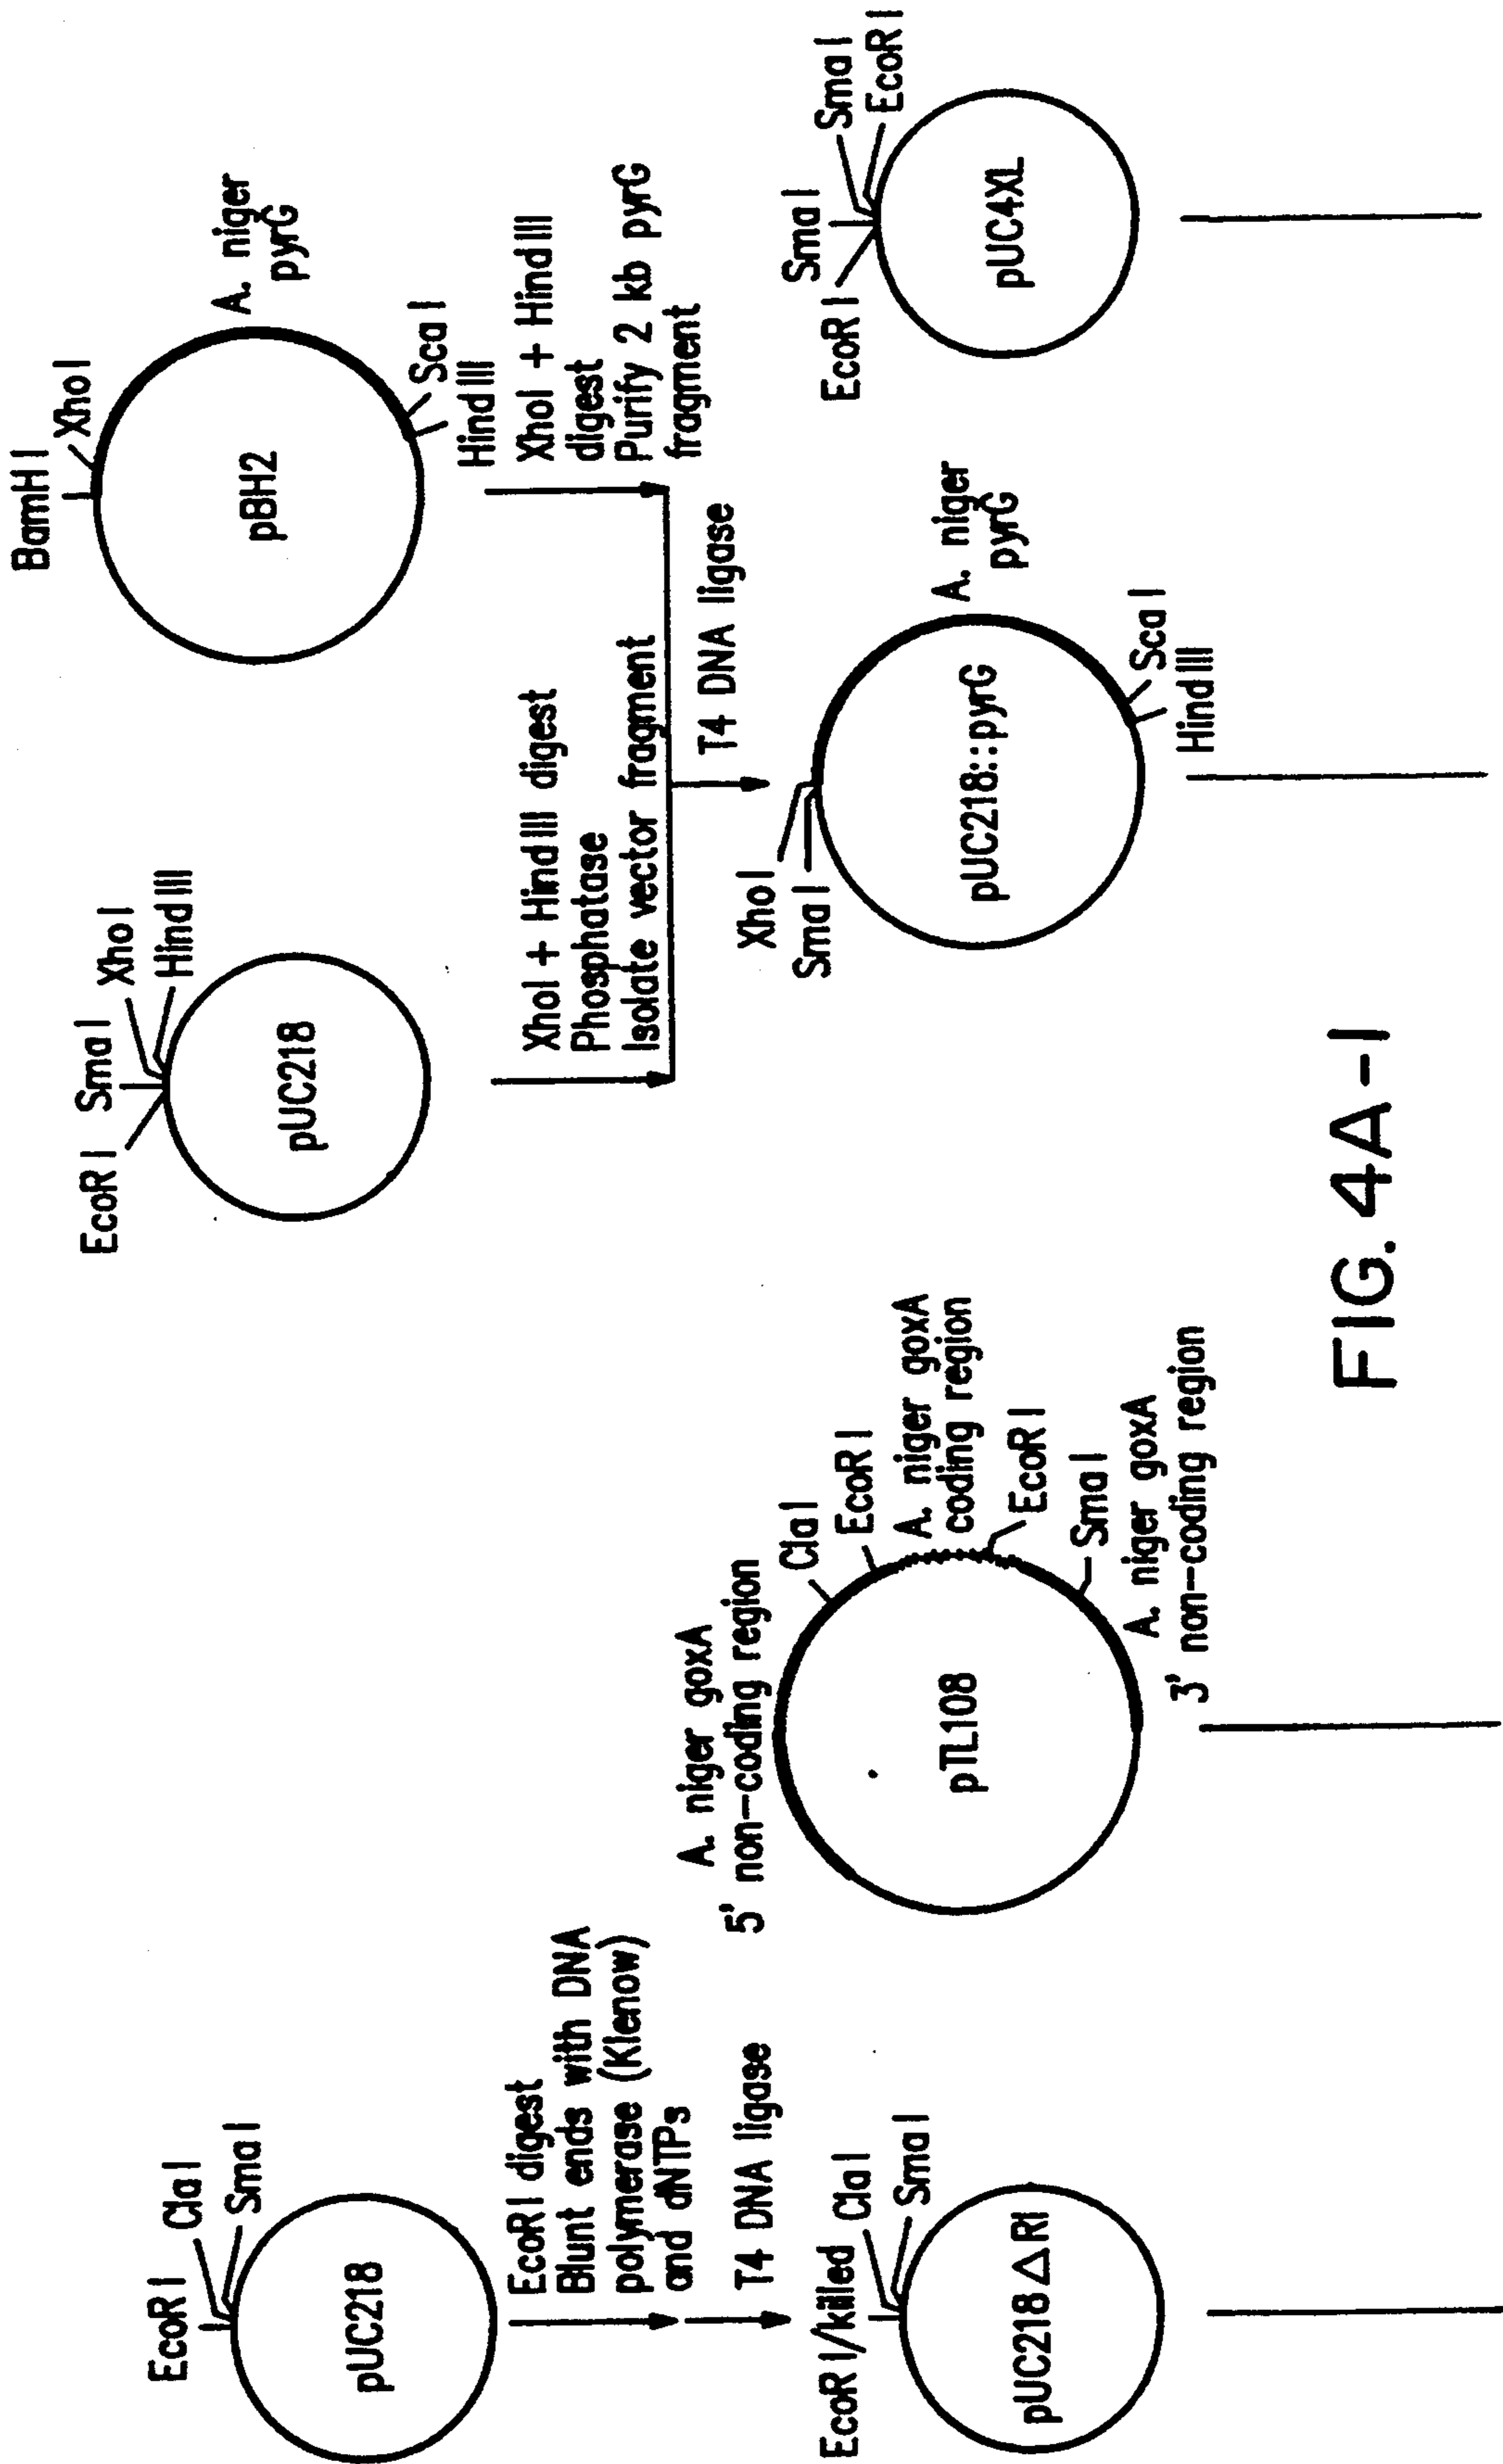 EcoRI
ClaI
SmaI
pUC218
EcoRI digest
Blunt ends with DNA
polymerase (Klenow)
and dNTPs
T4 DNA ligase
EcoRI/killed
ClaI
SmaI
pUC218△RI
A. niger goxA
5' non-coding region
ClaI
EcoRI
A. niger goxA
coding region
EcoRI
SmaI
A. niger goxA
3' non-coding region
pTL108
EcoRI
SmaI
XhoI
HindIII
pUC218
XhoI + HindIII digest
Phosphatase
Isolate vector fragment
BamHI
XhoI
A. niger
pyrG
pBH2
ScaI
HindIII
XhoI + HindIII
digest
Purify 2 kb pyrG
fragment
T4 DNA ligase
XhoI
SmaI
A. niger
pyrG
pUC218::pyrG
ScaI
HindIII
EcoRI
SmaI
SmaI
EcoRI
pUC4XL
FIG. 4A-1